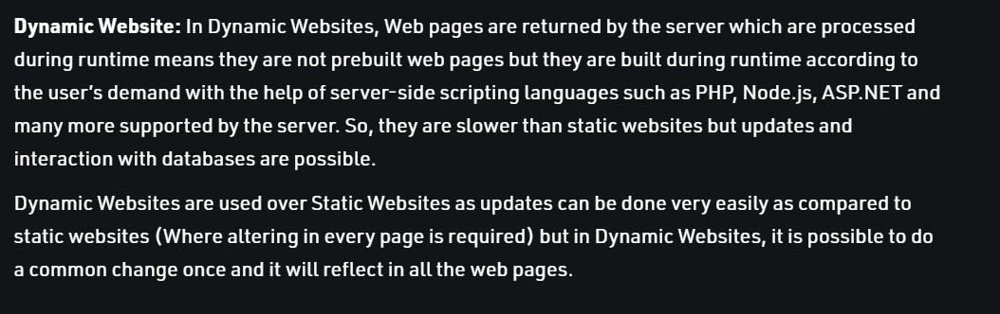 Dynamic Website: In Dynamic Websites, Web pages are returned by the server which are processed
during runtime means they are not prebuilt web pages but they are built during runtime according to
the user's demand with the help of server-side scripting languages such as PHP, Node.js, ASP.NET and
many more supported by the server. So, they are slower than static websites but updates and
interaction with databases are possible.
Dynamic Websites are used over Static Websites as updates can be done very easily as compared to
static websites (Where altering in every page is required) but in Dynamic Websites, it is possible to do
a common change once and it will reflect in all the web pages.